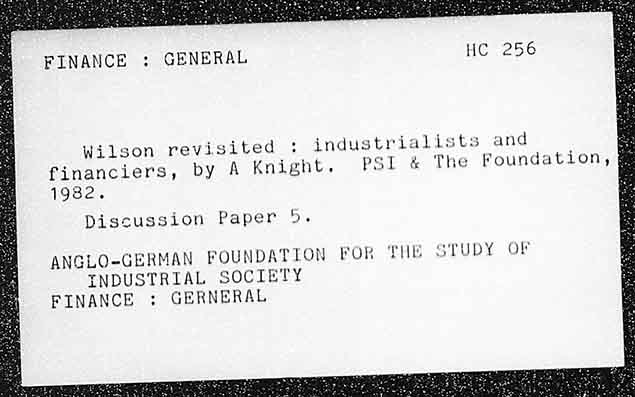 FINANCE : GENERAL HC 256
Wilson revisited : industrialists and
financiers, by A Knight. PSI & The Foundation,
1982.
Discussion Paper 5.
ANGLO-GERMAN FOUNDATION FOR THE STUDY OF
INDUSTRIAL SOCIETY
FINANCE : GERNERAL